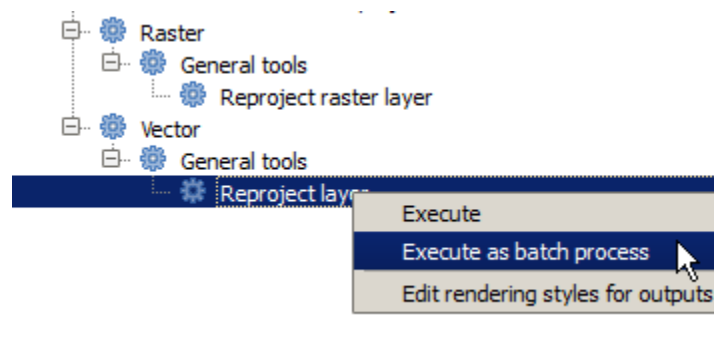 Raster
General tools
Reproject raster layer
Vector
General tools
Reproject layer
Execute
Execute as batch process
Edit rendering styles for outputs